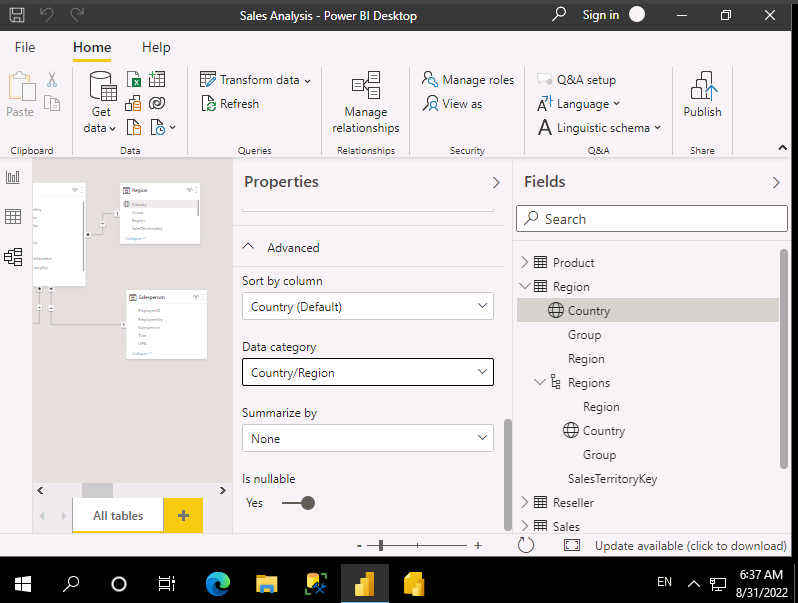 Sales Analysis - Power BI Desktop
Sign in
File
Home
Help
Paste
Get
data
Transform data
Refresh
Manage
relationships
Manage roles
View as
Q&A setup
Language
Linguistic schema
Publish
Clipboard
Data
Queries
Relationships
Security
Q&A
Share
Region
Country
Group
Region
SalesTerritoryKey
Collapse
Salesperson
EmployeeID
EmployeeKey
Salesperson
Title
UPN
Collapse
All tables
Properties
Advanced
Sort by column
Country (Default)
Data category
Country/Region
Summarize by
None
Is nullable
Yes
Fields
Search
Product
Region
Country
Group
Region
Regions
Region
Country
Group
SalesTerritoryKey
Reseller
Sales
- +
Update available (click to download)
EN
6:37 AM
8/31/2022